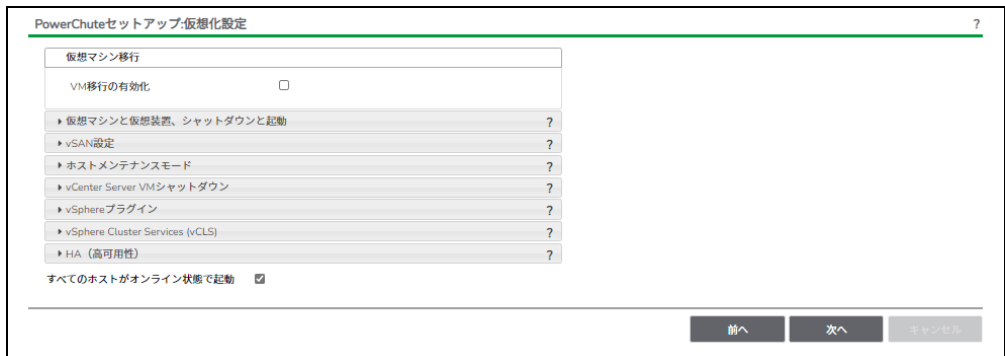 PowerChuteセットアップ:仮想化設定 ?
仮想マシン移行
VM移行の有効化
仮想マシンと仮想装置、シャットダウンと起動 ?
vSAN設定 ?
ホストメンテナンスモード ?
vCenter Server VMシャットダウン ?
vSphereプラグイン ?
vSphere Cluster Services (vCLS) ?
HA（高可用性） ?
すべてのホストがオンライン状態で起動
前へ 次へ キャンセル